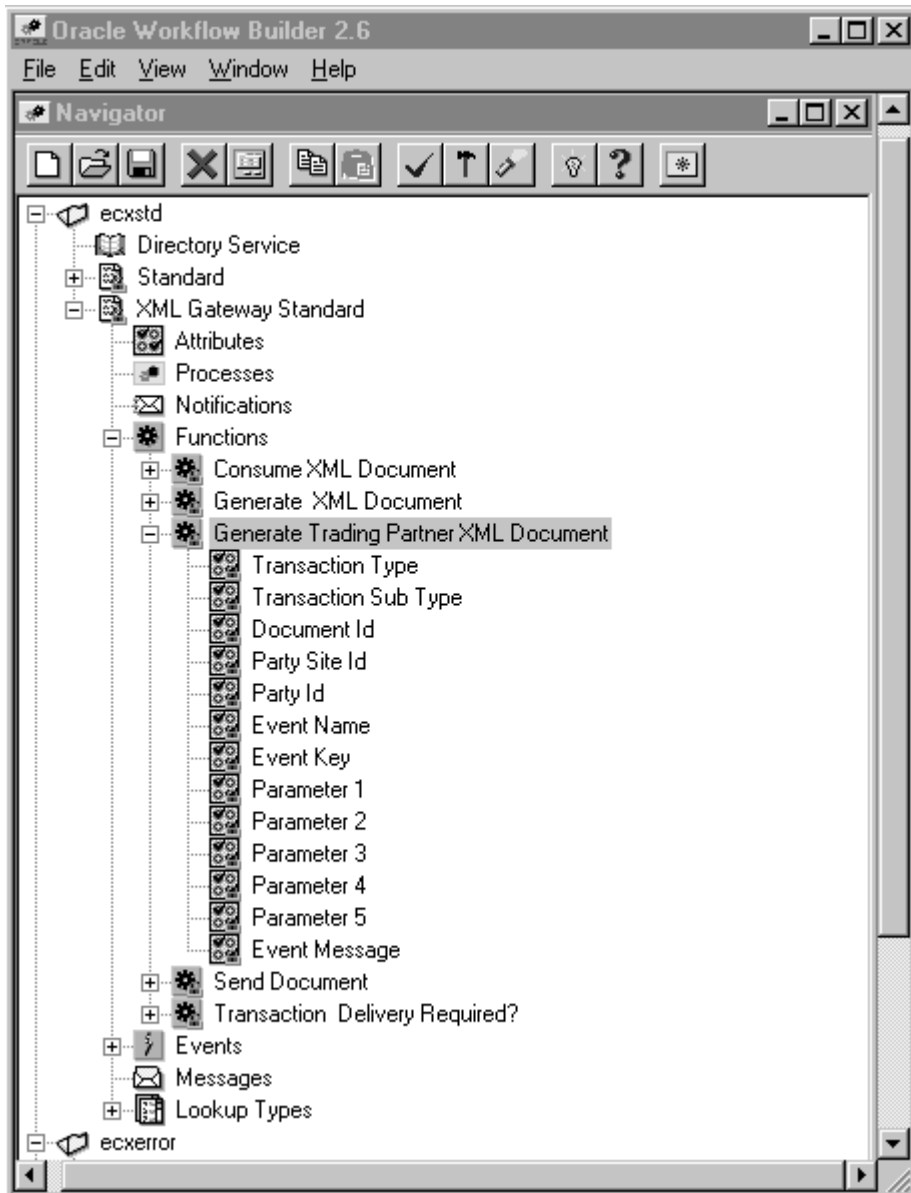 Oracle Workflow Builder 2.6
File Edit View Window Help
Navigator
ecxstd
Directory Service
Standard
XML Gateway Standard
Attributes
Processes
Notifications
Functions
Consume XML Document
Generate XML Document
Generate Trading Partner XML Document
Transaction Type
Transaction Sub Type
Document Id
Party Site Id
Party Id
Event Name
Event Key
Parameter 1
Parameter 2
Parameter 3
Parameter 4
Parameter 5
Event Message
Send Document
Transaction Delivery Required?
Events
Messages
Lookup Types
ecxerror